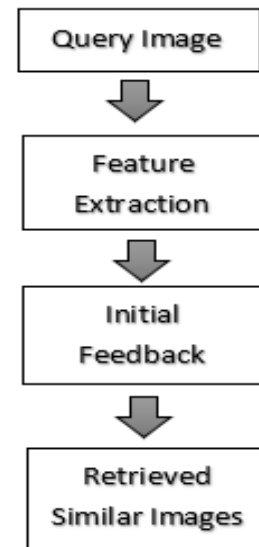 Query Image
Feature
Extraction
Initial
Feedback
Retrieved
Similar Images